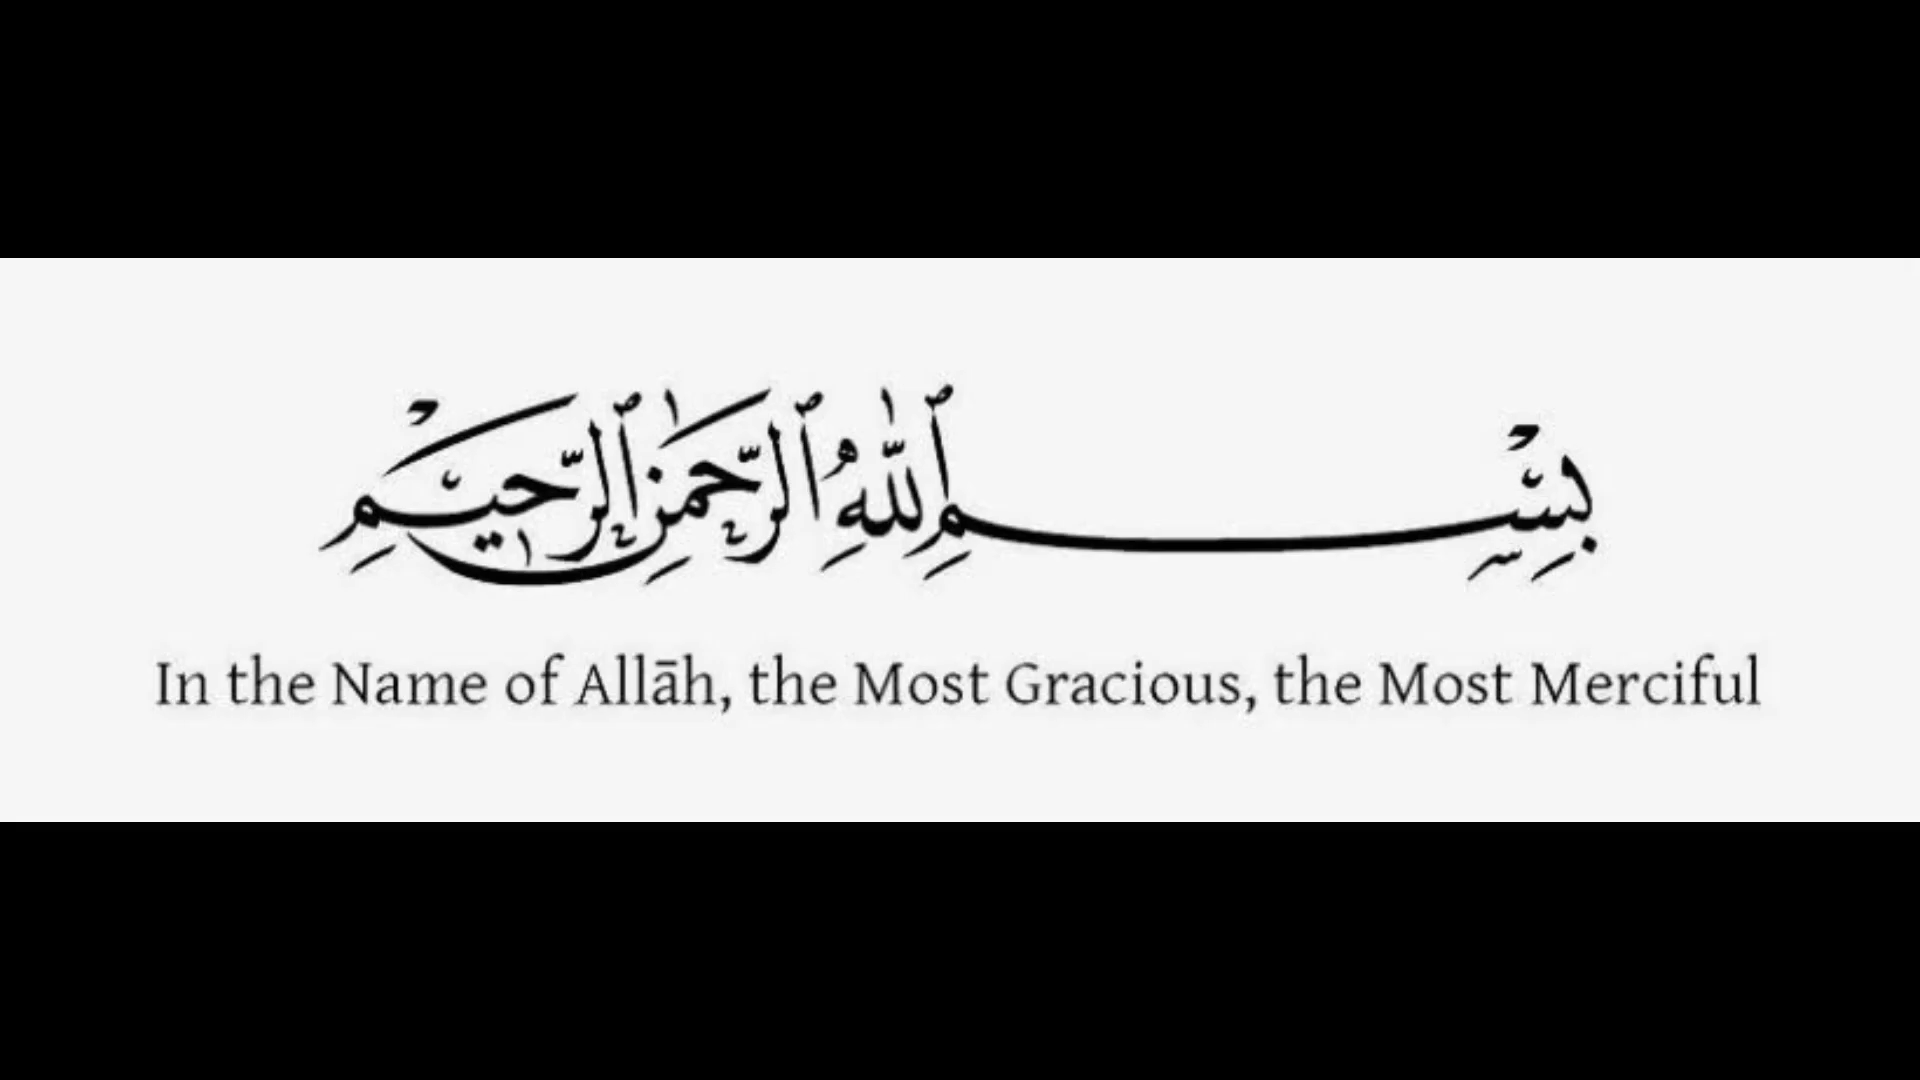 بِسْمِ ٱللَّهِ ٱلرَّحْمَٰنِ ٱلرَّحِيمِ
In the Name of Allāh, the Most Gracious, the Most Merciful